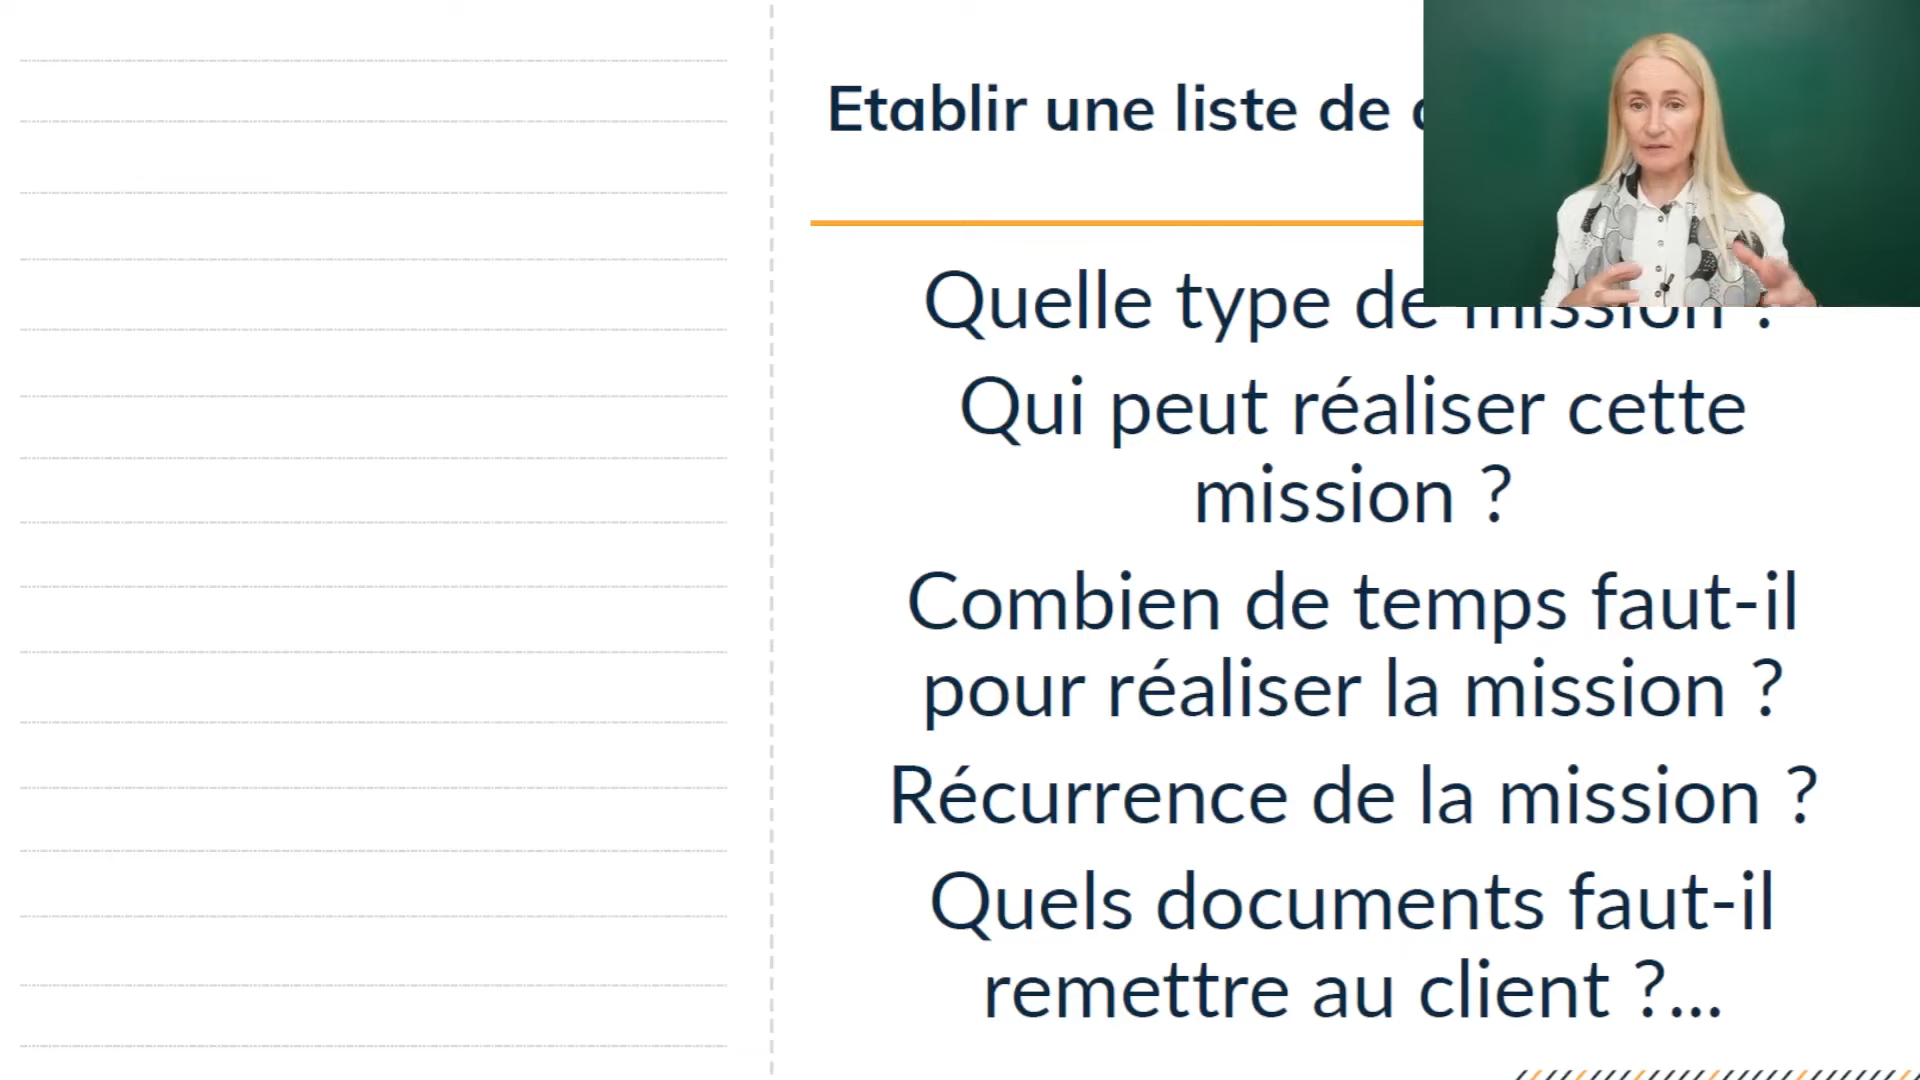 Etablir une liste de
Quelle type de mission ?
Qui peut réaliser cette
mission ?
Combien de temps faut-il
pour réaliser la mission ?
Récurrence de la mission ?
Quels documents faut-il
remettre au client ?...